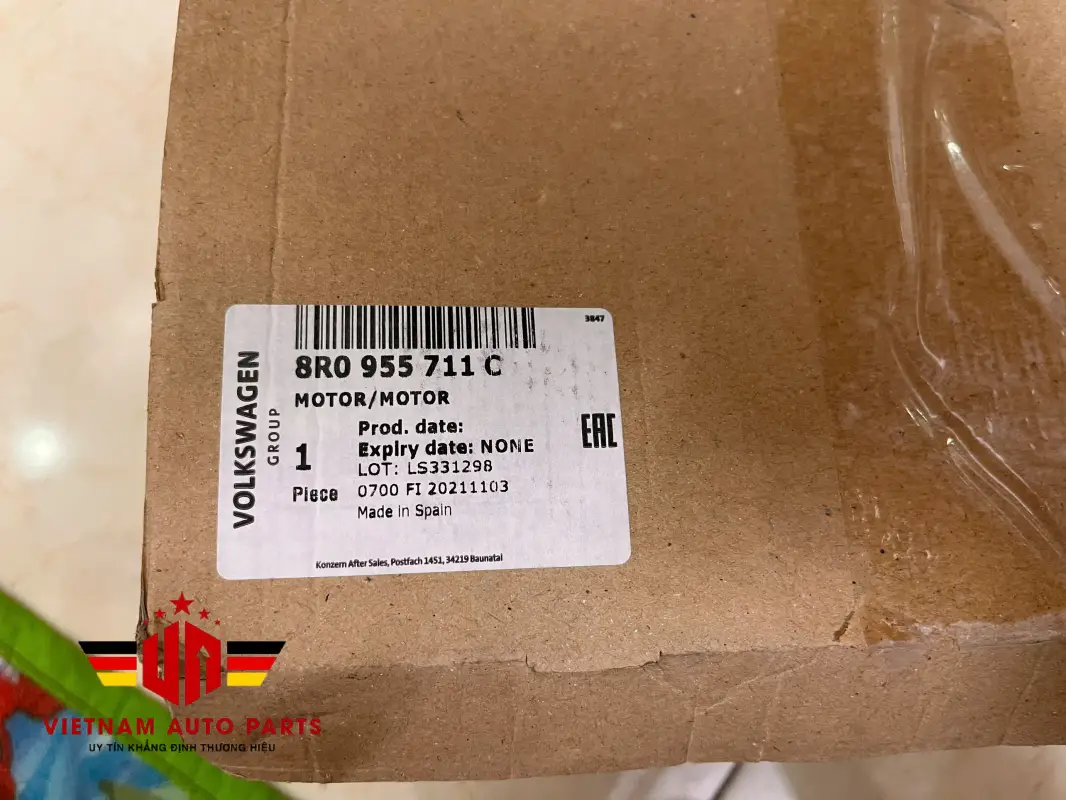 3847
8R0 955 711 C
MOTOR/MOTOR
VOLKSWAGEN
GROUP
1
Piece
Prod. date:
Expiry date: NONE
LOT: LS331298
0700 FI 20211103
Made in Spain
EAC
Konzern After Sales, Postfach 1451, 34219 Baunatal
VIETNAM AUTO PARTS
UY TÍN KHẲNG ĐỊNH THƯƠNG HIỆU